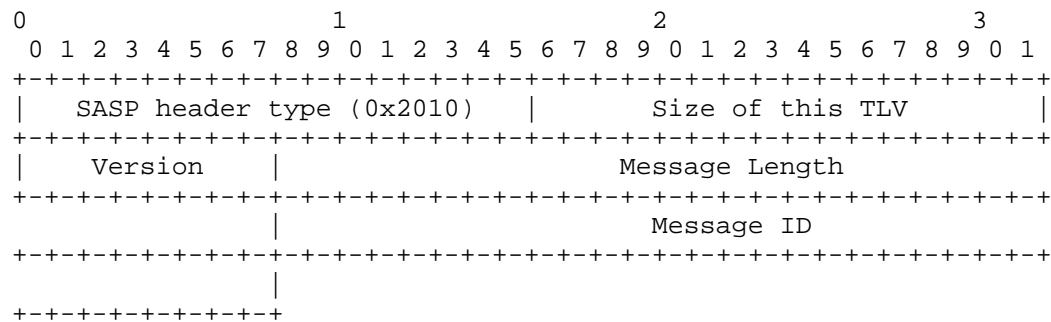 0                   1                   2                   3
 0 1 2 3 4 5 6 7 8 9 0 1 2 3 4 5 6 7 8 9 0 1 2 3 4 5 6 7 8 9 0 1
+-+-+-+-+-+-+-+-+-+-+-+-+-+-+-+-+-+-+-+-+-+-+-+-+-+-+-+-+-+-+-+-+
|   SASP header type (0x2010)   |       Size of this TLV        |
+-+-+-+-+-+-+-+-+-+-+-+-+-+-+-+-+-+-+-+-+-+-+-+-+-+-+-+-+-+-+-+-+
|    Version    |                     Message Length
+-+-+-+-+-+-+-+-+-+-+-+-+-+-+-+-+-+-+-+-+-+-+-+-+-+-+-+-+-+-+-+-+
                |                       Message ID
+-+-+-+-+-+-+-+-+-+-+-+-+-+-+-+-+-+-+-+-+-+-+-+-+-+-+-+-+-+-+-+-+
                |
+-+-+-+-+-+-+-+-+